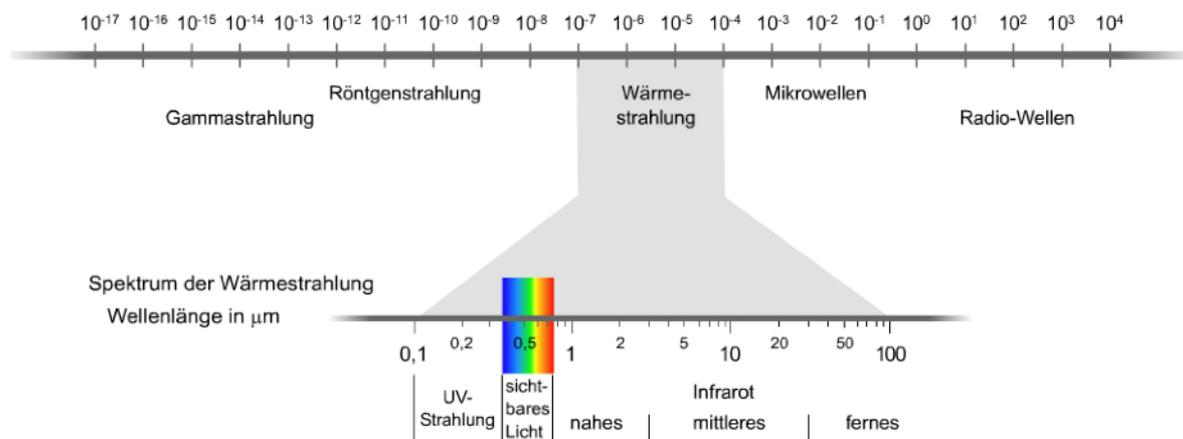 10⁻¹⁷ 10⁻¹⁶ 10⁻¹⁵ 10⁻¹⁴ 10⁻¹³ 10⁻¹² 10⁻¹¹ 10⁻¹⁰ 10⁻⁹ 10⁻⁸ 10⁻⁷ 10⁻⁶ 10⁻⁵ 10⁻⁴ 10⁻³ 10⁻² 10⁻¹ 10⁰ 10¹ 10² 10³ 10⁴
Röntgenstrahlung
Wärme-
strahlung
Mikrowellen
Gammastrahlung
Radio-Wellen
Spektrum der Wärmestrahlung
Wellenlänge in μm
0,1 0,2 0,5 1 2 5 10 20 50 100
UV-
Strahlung
sicht-
bares
Licht
Infrarot
nahes mittleres fernes